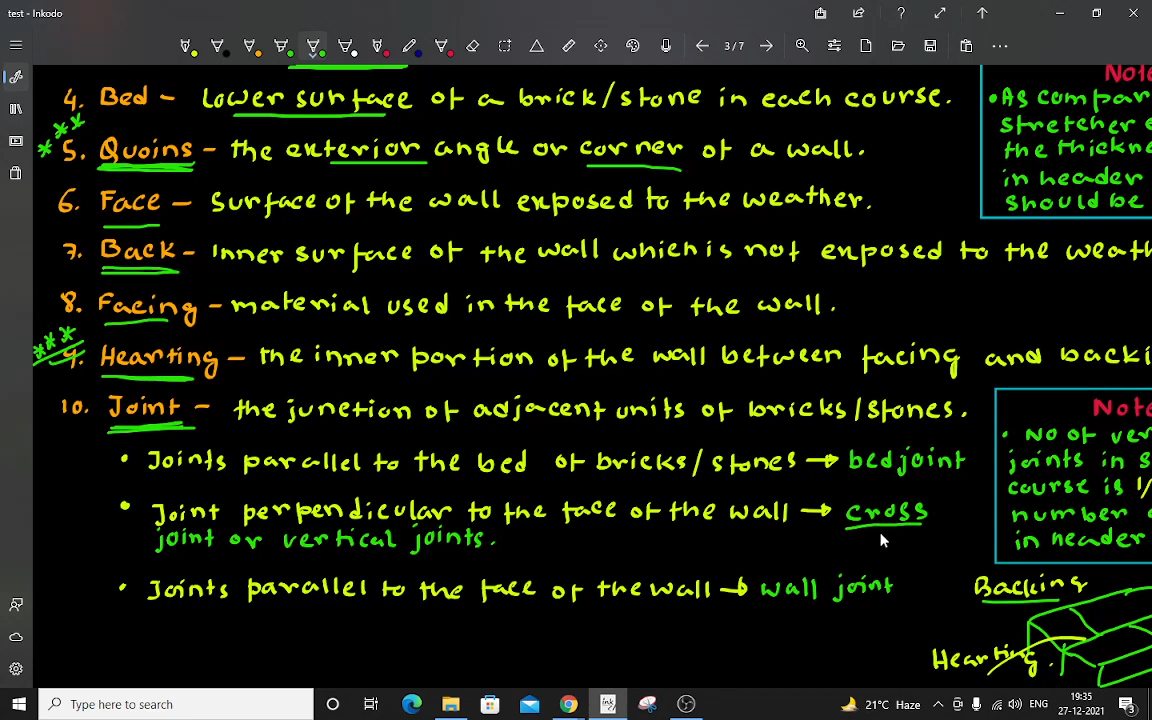 test - Inkodo
3/7
4. Bed - Lower surface of a brick/stone in each course.
** * 5. Quoins - the exterior angle or corner of a wall.
6. Face - Surface of the wall exposed to the weather.
7. Back - Inner surface of the wall which is not exposed to the weath
8. Facing - material used in the face of the wall.
*** 9. Hearting - the inner portion of the wall between facing and backi
10. Joint - the junction of adjacent units of bricks/stones.
• Joints parallel to the bed of bricks/stones → bed joint
• Joint perpendicular to the face of the wall → cross
joint or vertical joints.
• Joints parallel to the face of the wall → wall joint
Note
• As compar
stretcher
the thickne
in header
should be
Note
• No of ver
joints in s
course is 1/
number
in header
Backing
Hearting.
Type here to search
21°C Haze
ENG
19:35
27-12-2021
3